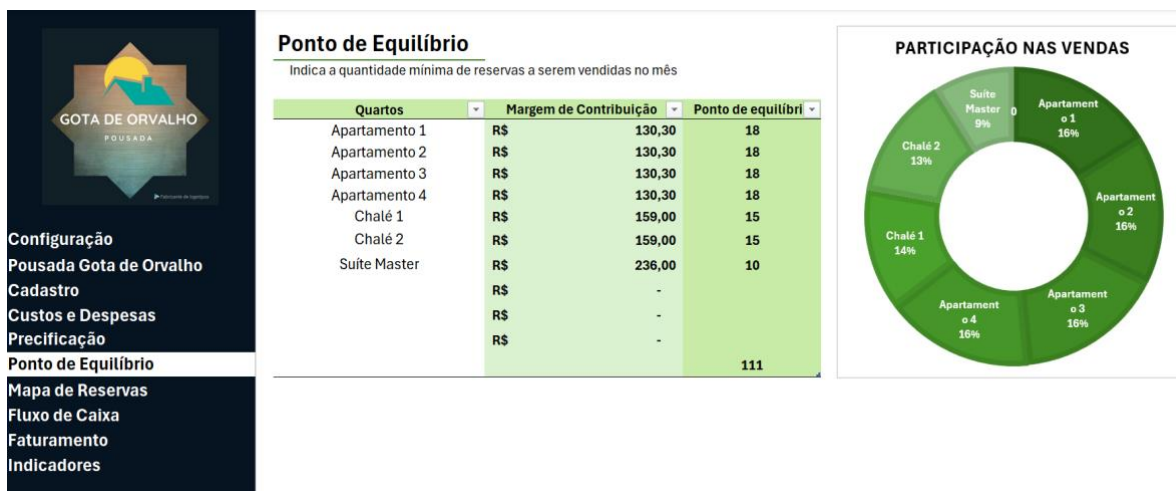 GOTA DE ORVALHO
POUSADA
Configuração
Pousada Gota de Orvalho
Cadastro
Custos e Despesas
Precificação
Ponto de Equilíbrio
Mapa de Reservas
Fluxo de Caixa
Faturamento
Indicadores
Ponto de Equilíbrio
Indica a quantidade mínima de reservas a serem vendidas no mês
Quartos Margem de Contribuição Ponto de equilíbri
Apartamento 1 R$ 130,30 18
Apartamento 2 R$ 130,30 18
Apartamento 3 R$ 130,30 18
Apartamento 4 R$ 130,30 18
Chalé 1 R$ 159,00 15
Chalé 2 R$ 159,00 15
Suíte Master R$ 236,00 10
R$ -
R$ -
R$ -
111
PARTICIPAÇÃO NAS VENDAS
0
Apartament
o 1
16%
Apartament
o 2
16%
Apartament
o 3
16%
Apartament
o 4
16%
Chalé 1
14%
Chalé 2
13%
Suíte
Master
9%